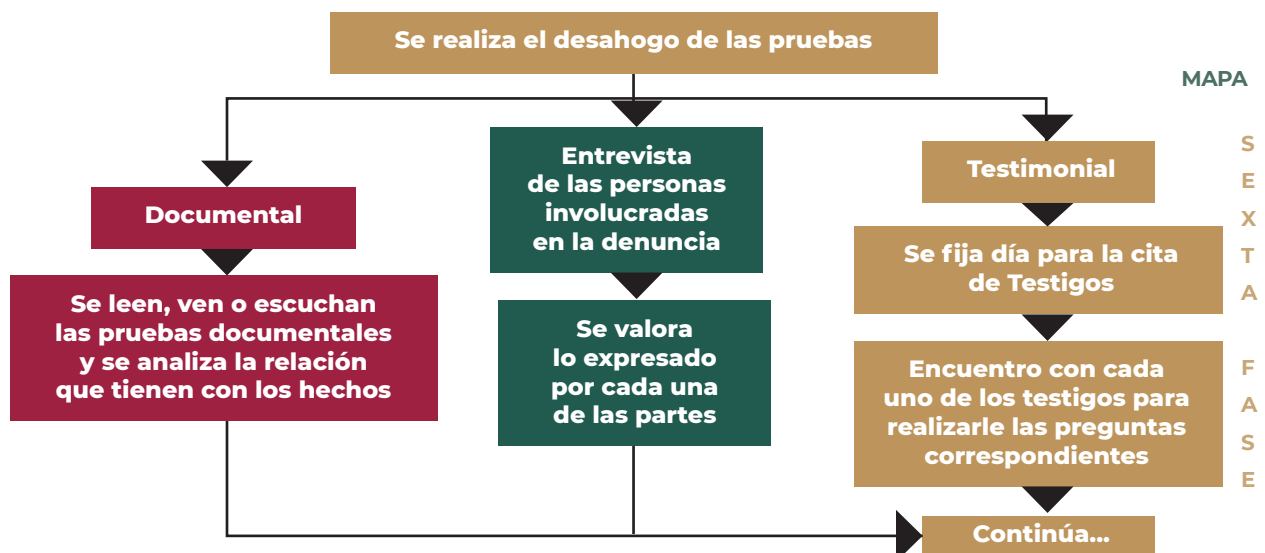 Se realiza el desahogo de las pruebas
MAPA
SEXTA
FASE
Documental
Se leen, ven o escuchan
las pruebas documentales
y se analiza la relación
que tienen con los hechos
Entrevista
de las personas
involucradas
en la denuncia
Se valora
lo expresado
por cada una
de las partes
Testimonial
Se fija día para la cita
de Testigos
Encuentro con cada
uno de los testigos para
realizarle las preguntas
correspondientes
Continúa...